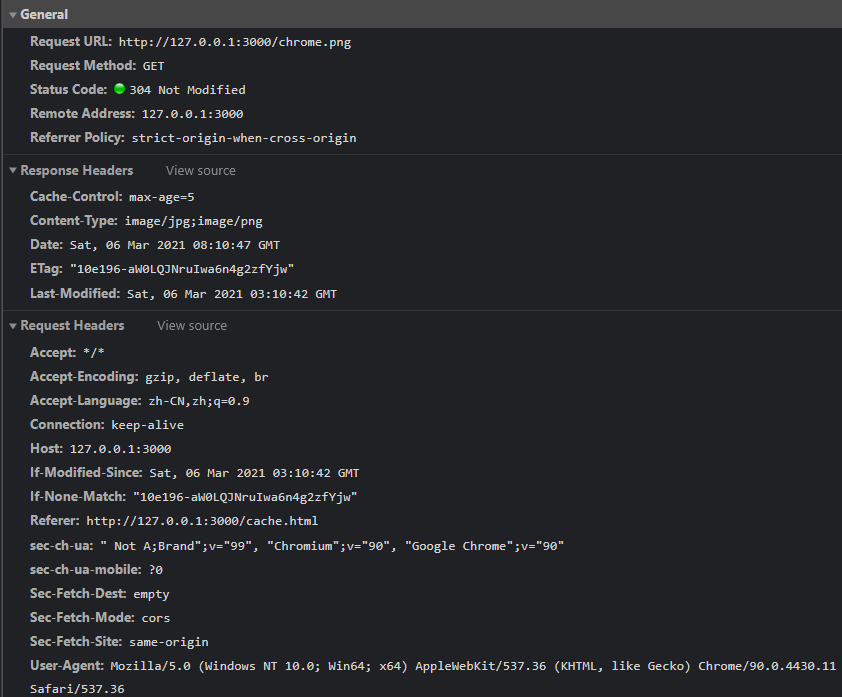 General
Request URL: http://127.0.0.1:3000/chrome.png
Request Method: GET
Status Code: 304 Not Modified
Remote Address: 127.0.0.1:3000
Referrer Policy: strict-origin-when-cross-origin
Response Headers View source
Cache-Control: max-age=5
Content-Type: image/jpg;image/png
Date: Sat, 06 Mar 2021 08:10:47 GMT
ETag: "10e196-aW0LQJNruIwa6n4g2zfYjw"
Last-Modified: Sat, 06 Mar 2021 03:10:42 GMT
Request Headers View source
Accept: */*
Accept-Encoding: gzip, deflate, br
Accept-Language: zh-CN,zh;q=0.9
Connection: keep-alive
Host: 127.0.0.1:3000
If-Modified-Since: Sat, 06 Mar 2021 03:10:42 GMT
If-None-Match: "10e196-aW0LQJNruIwa6n4g2zfYjw"
Referer: http://127.0.0.1:3000/cache.html
sec-ch-ua: " Not A;Brand";v="99", "Chromium";v="90", "Google Chrome";v="90"
sec-ch-ua-mobile: ?0
Sec-Fetch-Dest: empty
Sec-Fetch-Mode: cors
Sec-Fetch-Site: same-origin
User-Agent: Mozilla/5.0 (Windows NT 10.0; Win64; x64) AppleWebKit/537.36 (KHTML, like Gecko) Chrome/90.0.4430.11
Safari/537.36